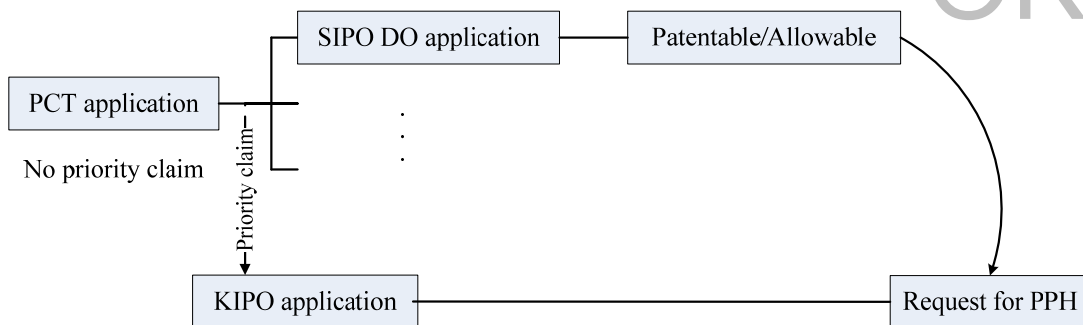 SIPO DO application
Patentable/Allowable
PCT application
No priority claim
Priority claim
KIPO application
Request for PPH